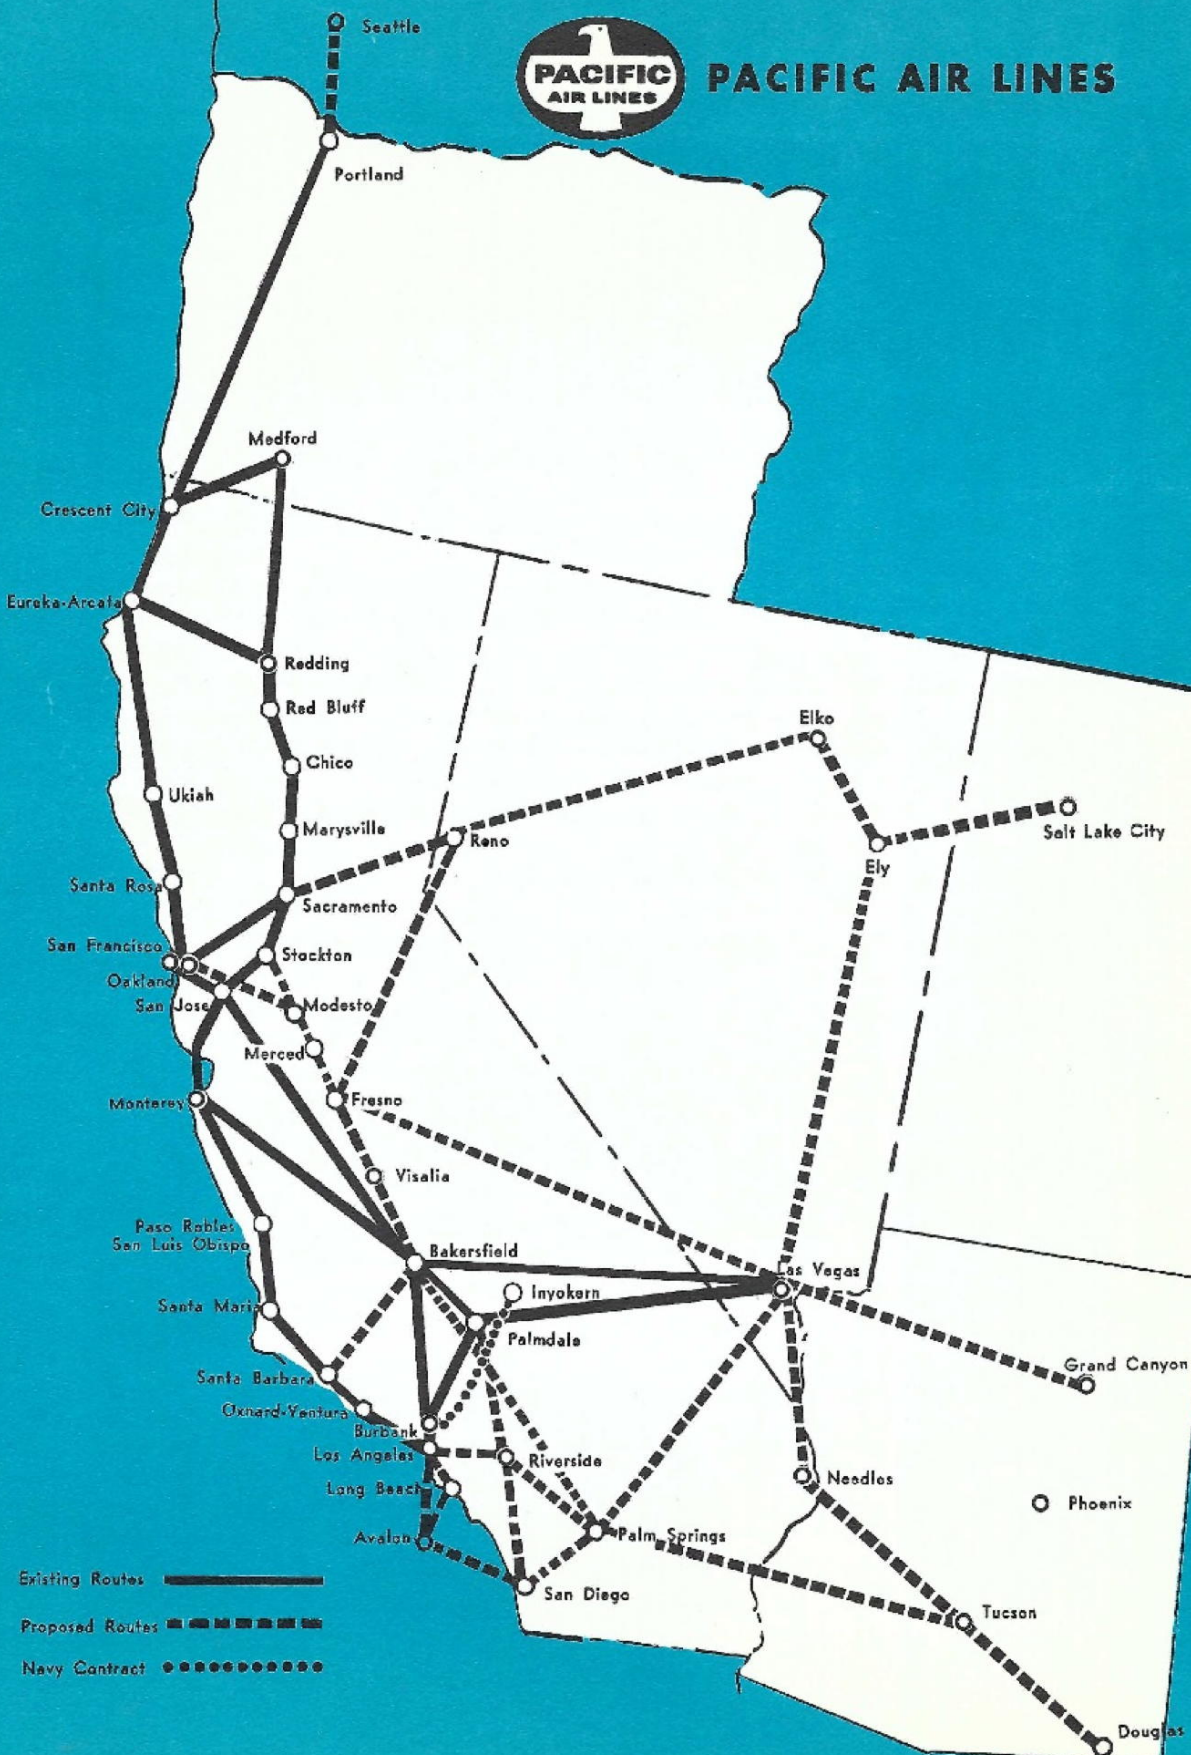 Seattle
PACIFIC
AIR LINES
PACIFIC AIR LINES
Portland
Medford
Crescent City
Eureka-Arcata
Redding
Red Bluff
Chico
Elko
Ukiah
Marysville
Salt Lake City
Reno
Ely
Santa Rosa
Sacramento
San Francisco
Stockton
Oakland
San Jose
Modesto
Merced
Monterey
Fresno
Visalia
Paso Robles
San Luis Obispo
Bakersfield
Las Vegas
Inyokern
Santa Maria
Palmdale
Grand Canyon
Santa Barbara
Oxnard-Ventura
Burbank
Los Angeles
Riverside
Needles
Long Beach
Phoenix
Avalon
Palm Springs
Existing Routes
San Diego
Tucson
Proposed Routes
Navy Contract
Douglas